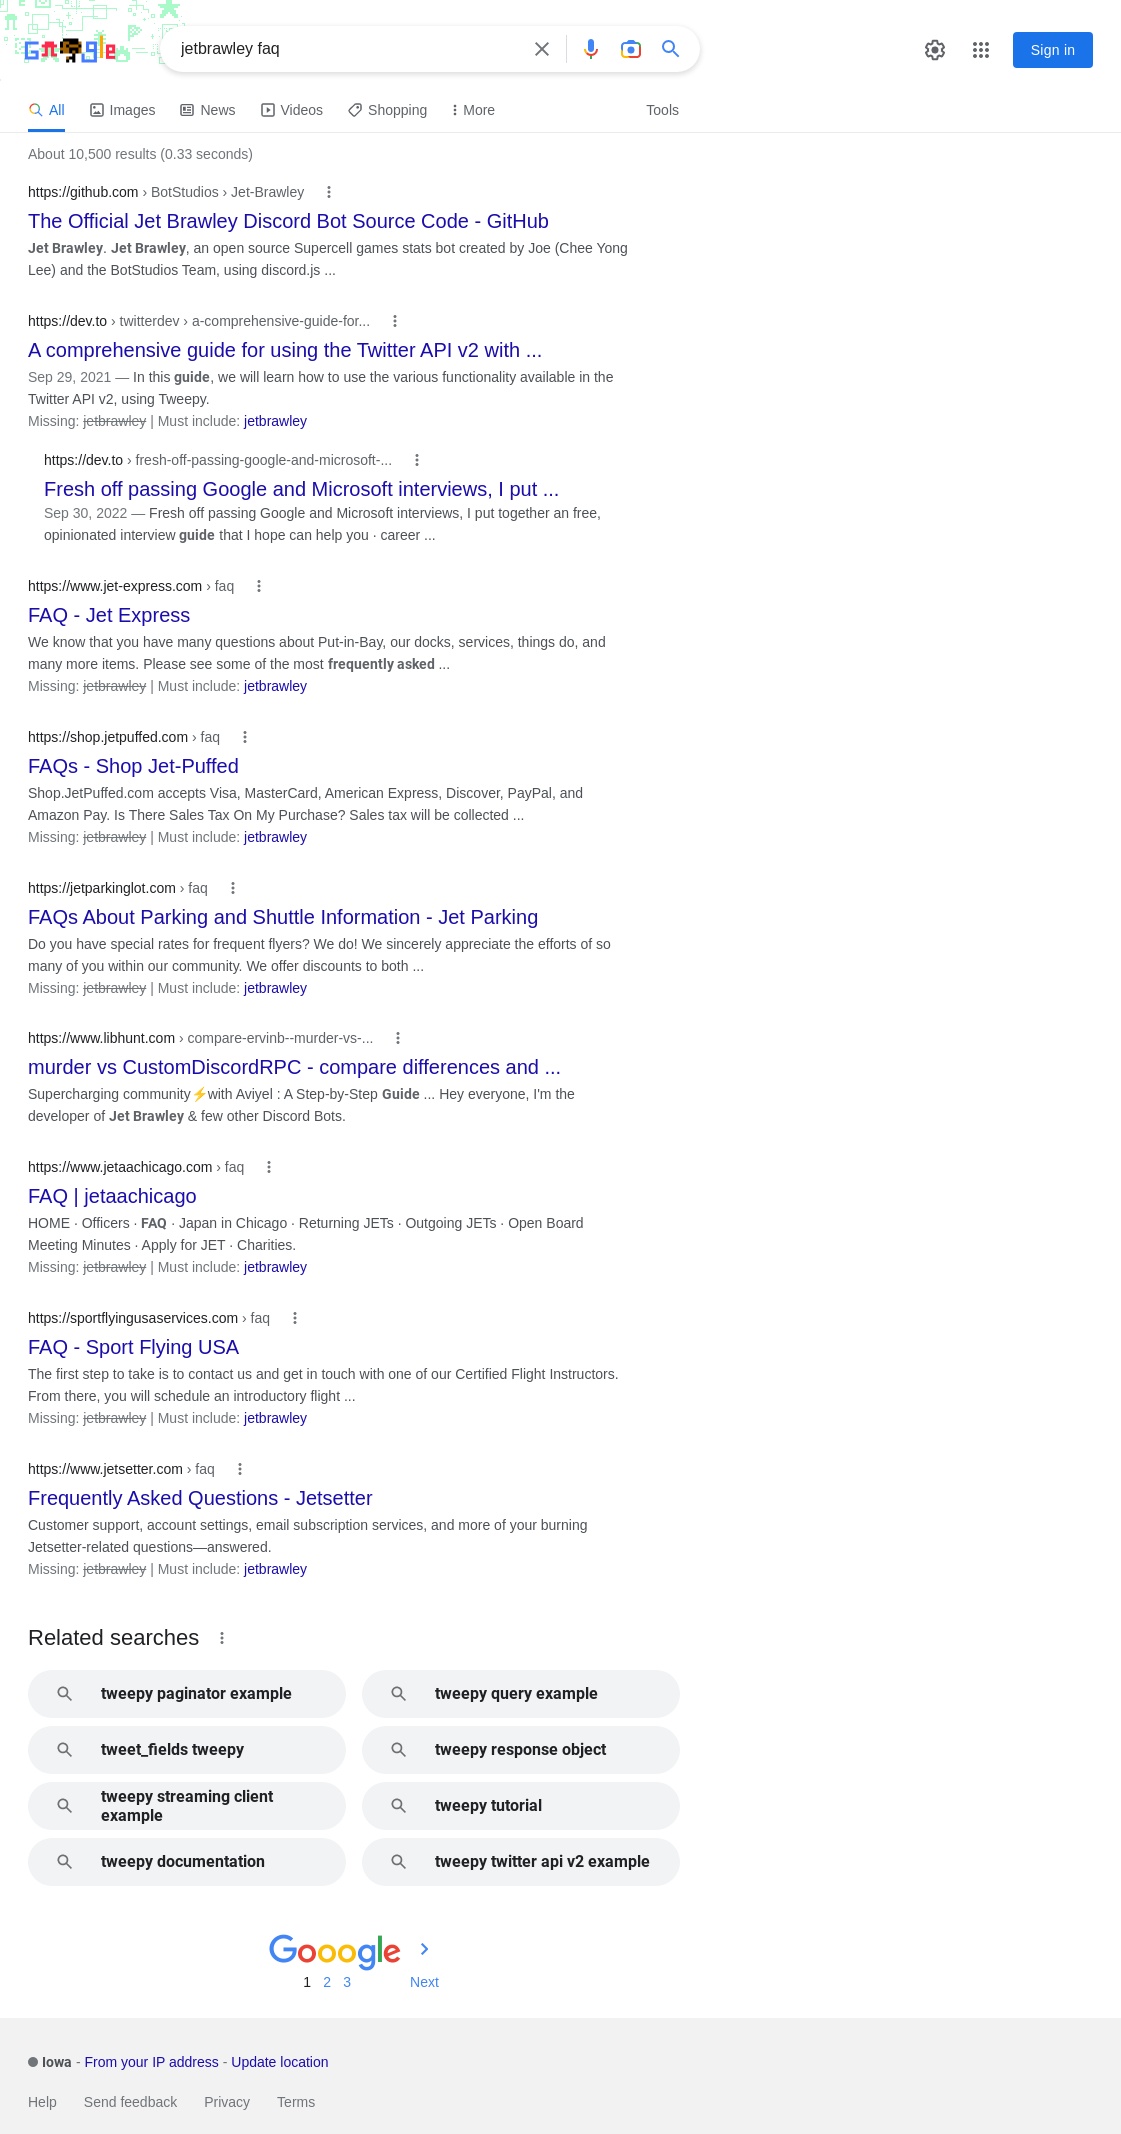 Google
jetbrawley faq
Sign in
All
Images
News
Videos
Shopping
More
Tools
About 10,500 results (0.33 seconds)
https://github.com › BotStudios › Jet-Brawley
The Official Jet Brawley Discord Bot Source Code - GitHub
Jet Brawley. Jet Brawley, an open source Supercell games stats bot created by Joe (Chee Yong
Lee) and the BotStudios Team, using discord.js ...
https://dev.to › twitterdev › a-comprehensive-guide-for...
A comprehensive guide for using the Twitter API v2 with ...
Sep 29, 2021 — In this guide, we will learn how to use the various functionality available in the
Twitter API v2, using Tweepy.
Missing: jetbrawley | Must include: jetbrawley
https://dev.to › fresh-off-passing-google-and-microsoft-...
Fresh off passing Google and Microsoft interviews, I put ...
Sep 30, 2022 — Fresh off passing Google and Microsoft interviews, I put together an free,
opinionated interview guide that I hope can help you · career ...
https://www.jet-express.com › faq
FAQ - Jet Express
We know that you have many questions about Put-in-Bay, our docks, services, things do, and
many more items. Please see some of the most frequently asked ...
Missing: jetbrawley | Must include: jetbrawley
https://shop.jetpuffed.com › faq
FAQs - Shop Jet-Puffed
Shop.JetPuffed.com accepts Visa, MasterCard, American Express, Discover, PayPal, and
Amazon Pay. Is There Sales Tax On My Purchase? Sales tax will be collected ...
Missing: jetbrawley | Must include: jetbrawley
https://jetparkinglot.com › faq
FAQs About Parking and Shuttle Information - Jet Parking
Do you have special rates for frequent flyers? We do! We sincerely appreciate the efforts of so
many of you within our community. We offer discounts to both ...
Missing: jetbrawley | Must include: jetbrawley
https://www.libhunt.com › compare-ervinb--murder-vs-...
murder vs CustomDiscordRPC - compare differences and ...
Supercharging community⚡with Aviyel : A Step-by-Step Guide ... Hey everyone, I'm the
developer of Jet Brawley & few other Discord Bots.
https://www.jetaachicago.com › faq
FAQ | jetaachicago
HOME · Officers · FAQ · Japan in Chicago · Returning JETs · Outgoing JETs · Open Board
Meeting Minutes · Apply for JET · Charities.
Missing: jetbrawley | Must include: jetbrawley
https://sportflyingusaservices.com › faq
FAQ - Sport Flying USA
The first step to take is to contact us and get in touch with one of our Certified Flight Instructors.
From there, you will schedule an introductory flight ...
Missing: jetbrawley | Must include: jetbrawley
https://www.jetsetter.com › faq
Frequently Asked Questions - Jetsetter
Customer support, account settings, email subscription services, and more of your burning
Jetsetter-related questions—answered.
Missing: jetbrawley | Must include: jetbrawley
Related searches
tweepy paginator example
tweepy query example
tweet_fields tweepy
tweepy response object
tweepy streaming client
example
tweepy tutorial
tweepy documentation
tweepy twitter api v2 example
Gooogle
1 2 3 Next
Iowa - From your IP address - Update location
Help Send feedback Privacy Terms